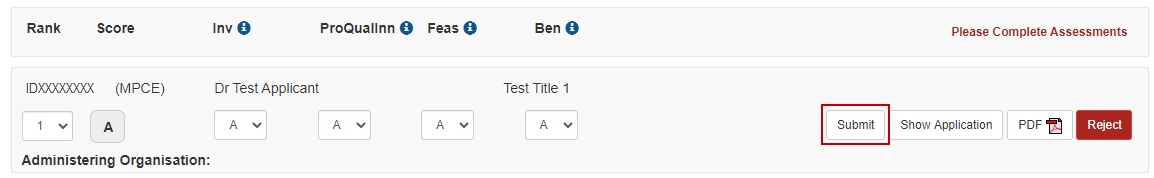 Rank Score Inv ProQualInn Feas Ben Please Complete Assessments
IDXXXXXXXX (MPCE) Dr Test Applicant Test Title 1
1 A A A A A Submit Show Application PDF Reject
Administering Organisation: